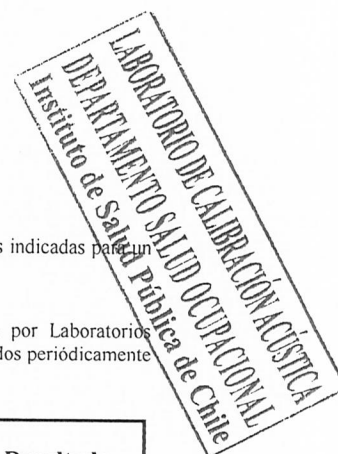 LABORATORIO DE CALIBRACIÓN ACÚSTICA
DEPARTAMENTO SALUD OCUPACIONAL
Instituto de Salud Pública de Chile
s indicadas para un
por Laboratorios
dos periódicamente